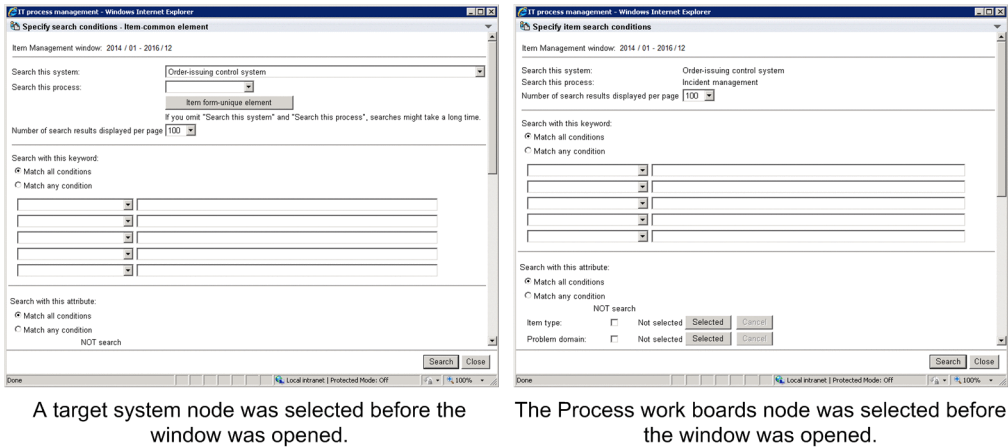 IT process management - Windows Internet Explorer
Specify search conditions - Item-common element
Item Management window: 2014 / 01 - 2016 / 12
Search this system: Order-issuing control system
Search this process:
Item form-unique element
If you omit "Search this system" and "Search this process", searches might take a long time.
Number of search results displayed per page 100
Search with this keyword:
Match all conditions
Match any condition
Search with this attribute:
Match all conditions
Match any condition
NOT search
Search Close
Done Local intranet | Protected Mode: Off 100%
A target system node was selected before the
window was opened.
IT process management - Windows Internet Explorer
Specify item search conditions
Item Management window: 2014 / 01 - 2016 / 12
Search this system: Order-issuing control system
Search this process: Incident management
Number of search results displayed per page 100
Search with this keyword:
Match all conditions
Match any condition
Search with this attribute:
Match all conditions
Match any condition
NOT search
Item type: Not selected Selected Cancel
Problem domain: Not selected Selected Cancel
Search Close
Done Local intranet | Protected Mode: Off 100%
The Process work boards node was selected before
the window was opened.